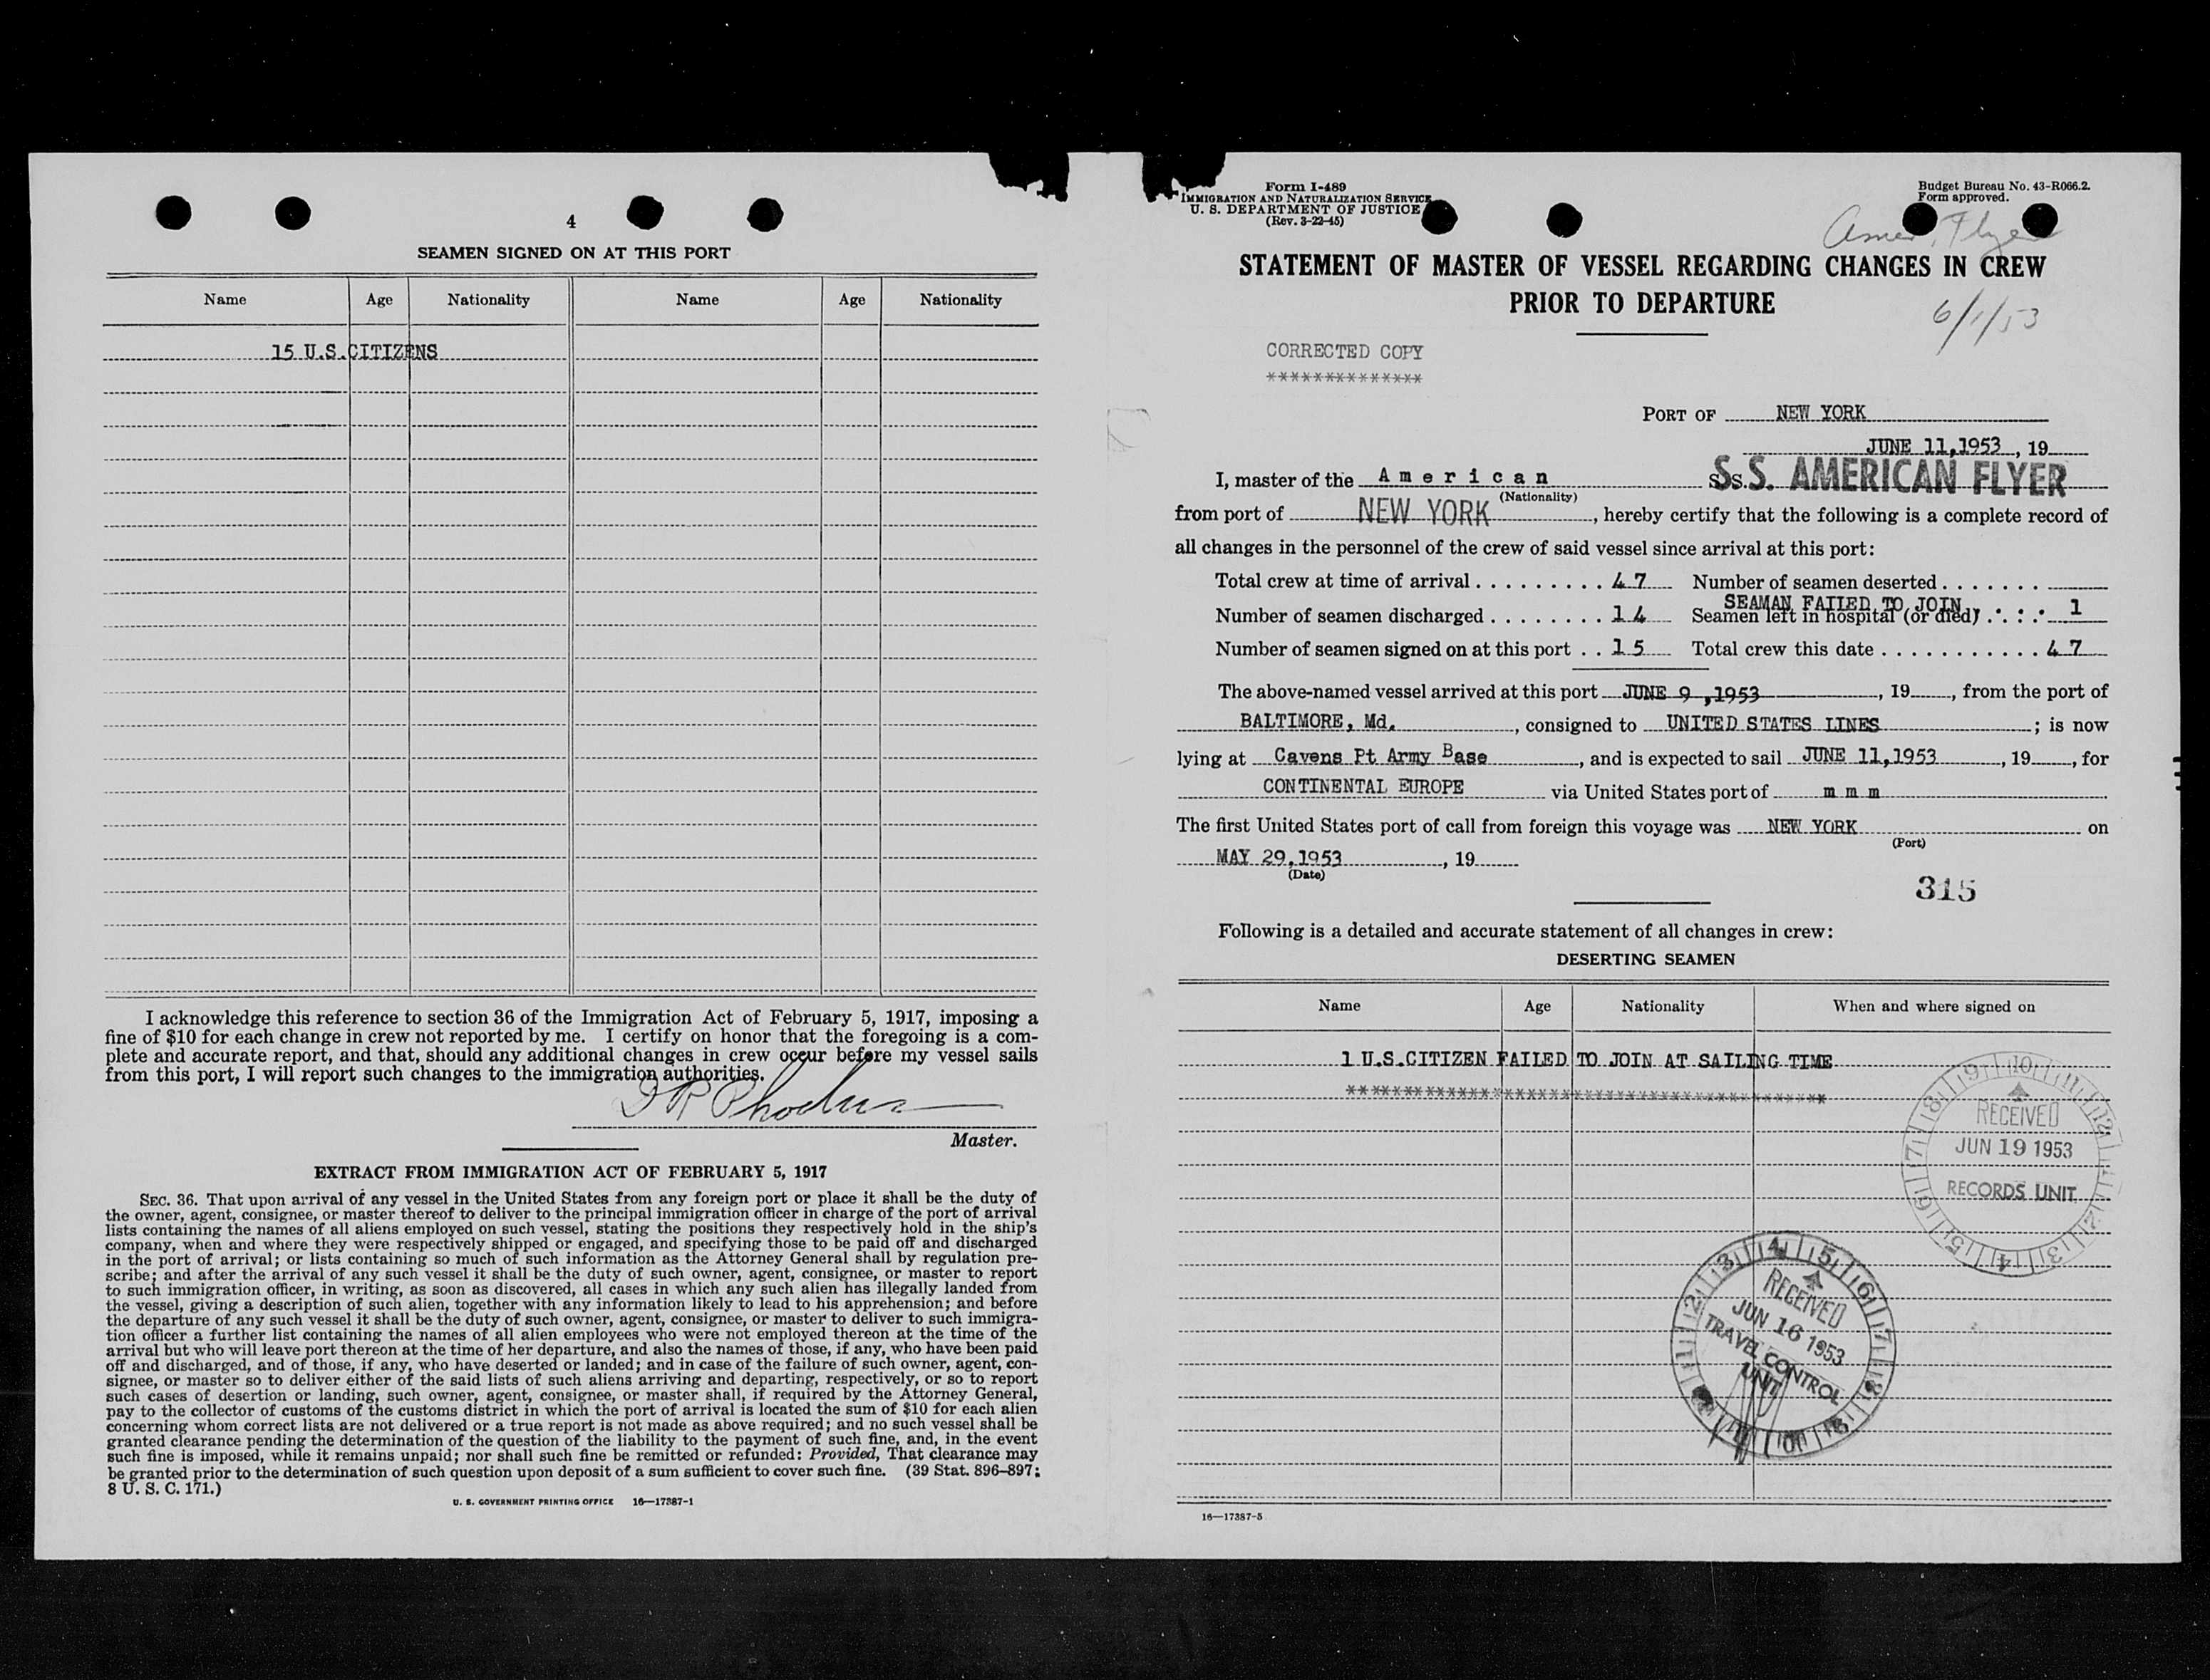 4
SEAMEN SIGNED ON AT THIS PORT
Name Age Nationality Name Age Nationality
15 U.S.CITIZENS
I acknowledge this reference to section 36 of the Immigration Act of February 5, 1917, imposing a
fine of $10 for each change in crew not reported by me. I certify on honor that the foregoing is a com-
plete and accurate report, and that, should any additional changes in crew occur before my vessel sails
from this port, I will report such changes to the immigration authorities.
Master.
EXTRACT FROM IMMIGRATION ACT OF FEBRUARY 5, 1917
SEC. 36. That upon arrival of any vessel in the United States from any foreign port or place it shall be the duty of
the owner, agent, consignee, or master thereof to deliver to the principal immigration officer in charge of the port of arrival
lists containing the names of all aliens employed on such vessel, stating the positions they respectively hold in the ship's
company, when and where they were respectively shipped or engaged, and specifying those to be paid off and discharged
in the port of arrival; or lists containing so much of such information as the Attorney General shall by regulation pre-
scribe; and after the arrival of any such vessel it shall be the duty of such owner, agent, consignee, or master to report
to such immigration officer, in writing, as soon as discovered, all cases in which any such alien has illegally landed from
the vessel, giving a description of such alien, together with any information likely to lead to his apprehension; and before
the departure of any such vessel it shall be the duty of such owner, agent, consignee, or master to deliver to such immigra-
tion officer a further list containing the names of all alien employees who were not employed thereon at the time of the
arrival but who will leave port thereon at the time of her departure, and also the names of those, if any, who have been paid
off and discharged, and of those, if any, who have deserted or landed; and in case of the failure of such owner, agent, con-
signee, or master so to deliver either of the said lists of such aliens arriving and departing, respectively, or so to report
such cases of desertion or landing, such owner, agent, consignee, or master shall, if required by the Attorney General,
pay to the collector of customs of the customs district in which the port of arrival is located the sum of $10 for each alien
concerning whom correct lists are not delivered or a true report is not made as above required; and no such vessel shall be
granted clearance pending the determination of the question of the liability to the payment of such fine, and, in the event
such fine is imposed, while it remains unpaid; nor shall such fine be remitted or refunded: Provided, That clearance may
be granted prior to the determination of such question upon deposit of a sum sufficient to cover such fine. (39 Stat. 896–897;
8 U. S. C. 171.)
U. S. GOVERNMENT PRINTING OFFICE 16—17387-1
Form I-489
IMMIGRATION AND NATURALIZATION SERVICE
U. S. DEPARTMENT OF JUSTICE
(Rev. 3-22-45)
Budget Bureau No. 43-R066.2.
Form approved.
Amer. Flyer
STATEMENT OF MASTER OF VESSEL REGARDING CHANGES IN CREW
PRIOR TO DEPARTURE
6/1/53
CORRECTED COPY
**************
PORT OF NEW YORK
JUNE 11,1953, 19
I, master of the American SS. S.S. AMERICAN FLYER
(Nationality)
from port of NEW YORK, hereby certify that the following is a complete record of
all changes in the personnel of the crew of said vessel since arrival at this port:
Total crew at time of arrival . . . . . . . . . 47 Number of seamen deserted . . . . . . .
SEAMAN FAILED TO JOIN
Number of seamen discharged . . . . . . . . 14 Seamen left in hospital (or died) . . . . 1
Number of seamen signed on at this port . . 15 Total crew this date . . . . . . . . . . . 47
The above-named vessel arrived at this port JUNE 9,1953, 19, from the port of
BALTIMORE, Md., consigned to UNITED STATES LINES; is now
lying at Cavens Pt Army Base, and is expected to sail JUNE 11,1953, 19, for
CONTINENTAL EUROPE via United States port of m m m
The first United States port of call from foreign this voyage was NEW YORK on
(Port)
MAY 29,1953, 19
(Date)
315
Following is a detailed and accurate statement of all changes in crew:
DESERTING SEAMEN
Name Age Nationality When and where signed on
1 U.S.CITIZEN FAILED TO JOIN AT SAILING TIME
*******************************************
RECEIVED
JUN 19 1953
RECORDS UNIT
RECEIVED
JUN 16 1953
TRAVEL CONTROL
UNIT
16—17387-5